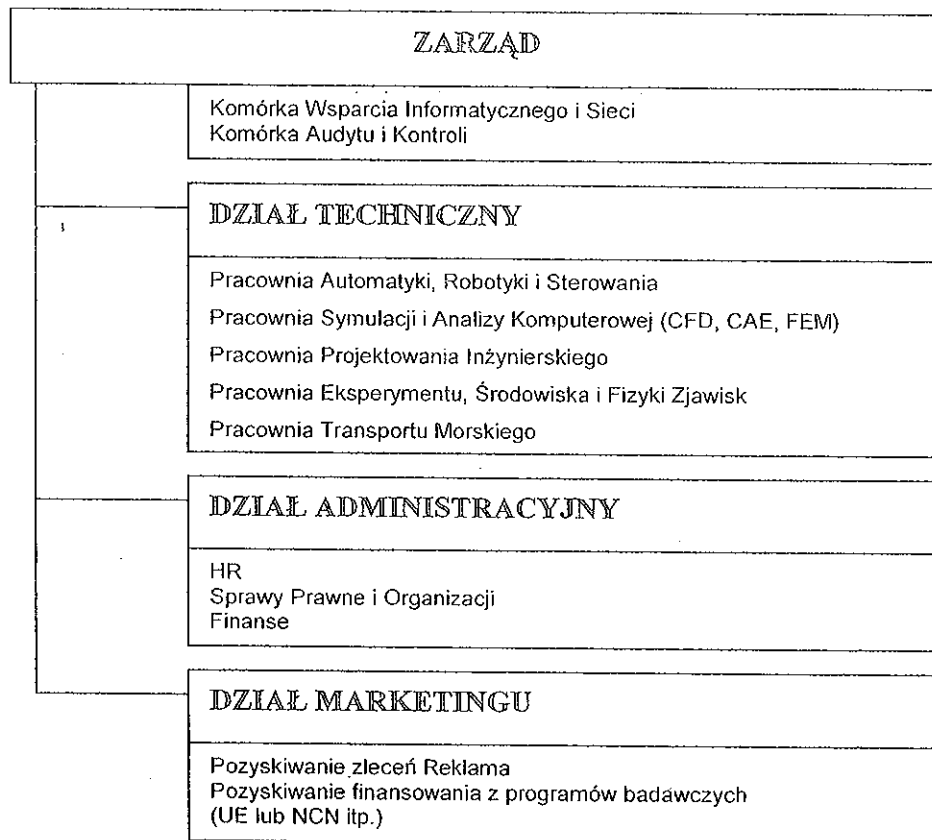 ZARZĄD
Komórka Wsparcia Informatycznego i Sieci
Komórka Audytu i Kontroli
DZIAŁ TECHNICZNY
Pracownia Automatyki, Robotyki i Sterowania
Pracownia Symulacji i Analizy Komputerowej (CFD, CAE, FEM)
Pracownia Projektowania Inżynierskiego
Pracownia Eksperymentu, Środowiska i Fizyki Zjawisk
Pracownia Transportu Morskiego
DZIAŁ ADMINISTRACYJNY
HR
Sprawy Prawne i Organizacji
Finanse
DZIAŁ MARKETINGU
Pozyskiwanie zleceń Reklama
Pozyskiwanie finansowania z programów badawczych
(UE lub NCN itp.)